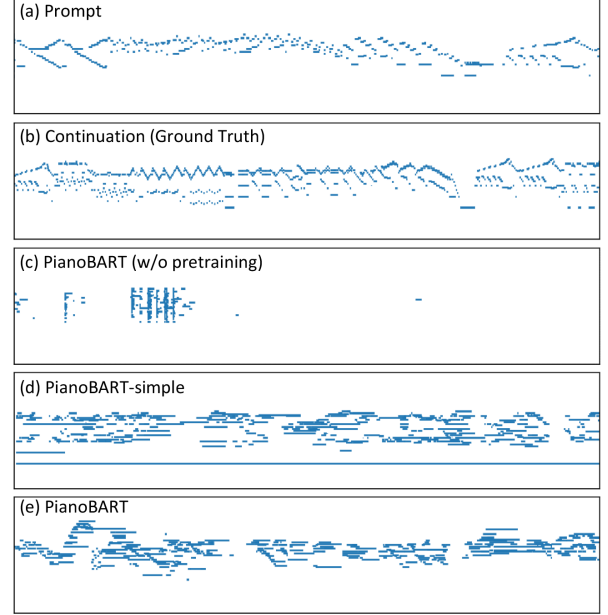 (a) Prompt
(b) Continuation (Ground Truth)
(c) PianoBART (w/o pretraining)
(d) PianoBART-simple
(e) PianoBART